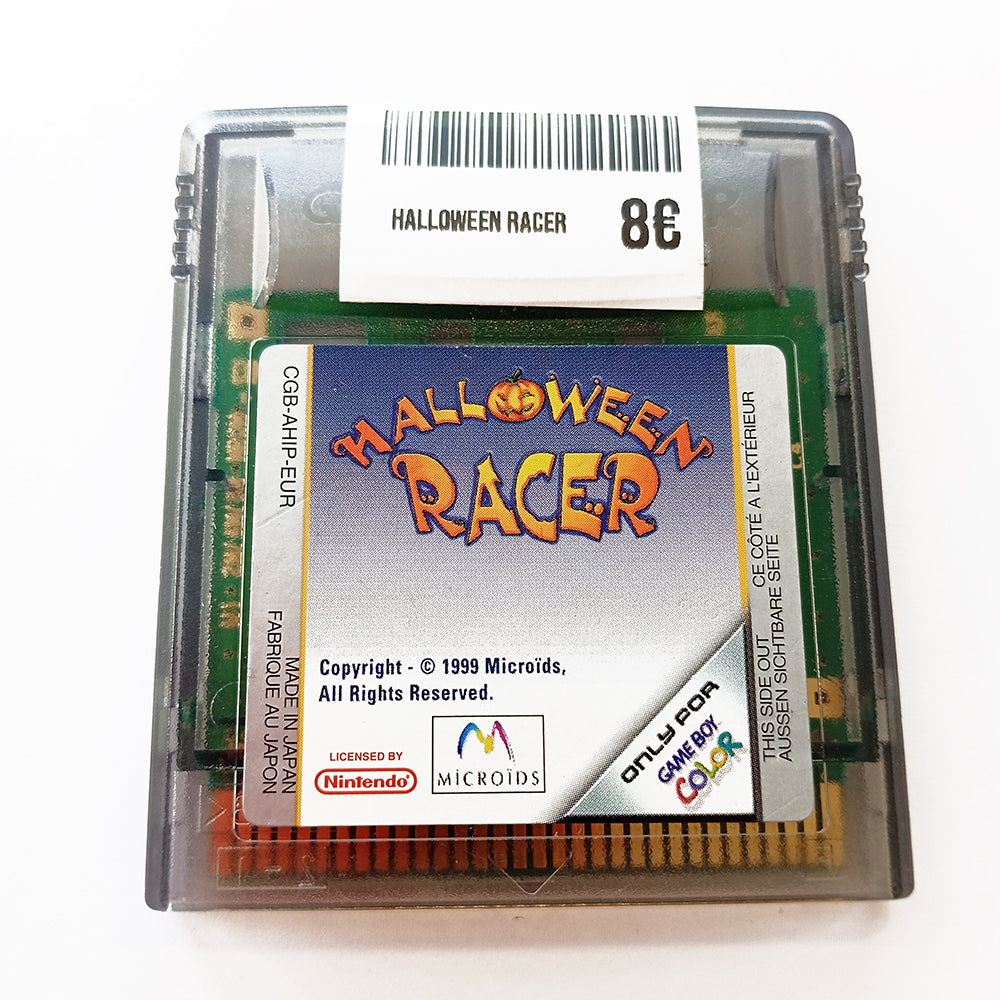 HALLOWEEN RACER 8€
HALLOWEEN
RACER
CGB-AHIP-EUR
MADE IN JAPAN
FABRIQUE AU JAPON
Copyright - © 1999 Microïds,
All Rights Reserved.
LICENSED BY
Nintendo
MICROÏDS
ONLY FOR
GAME BOY
COLOR
THIS SIDE OUT CE CÔTÉ À L'EXTÉRIEUR
AUSSEN SICHTBARE SEITE